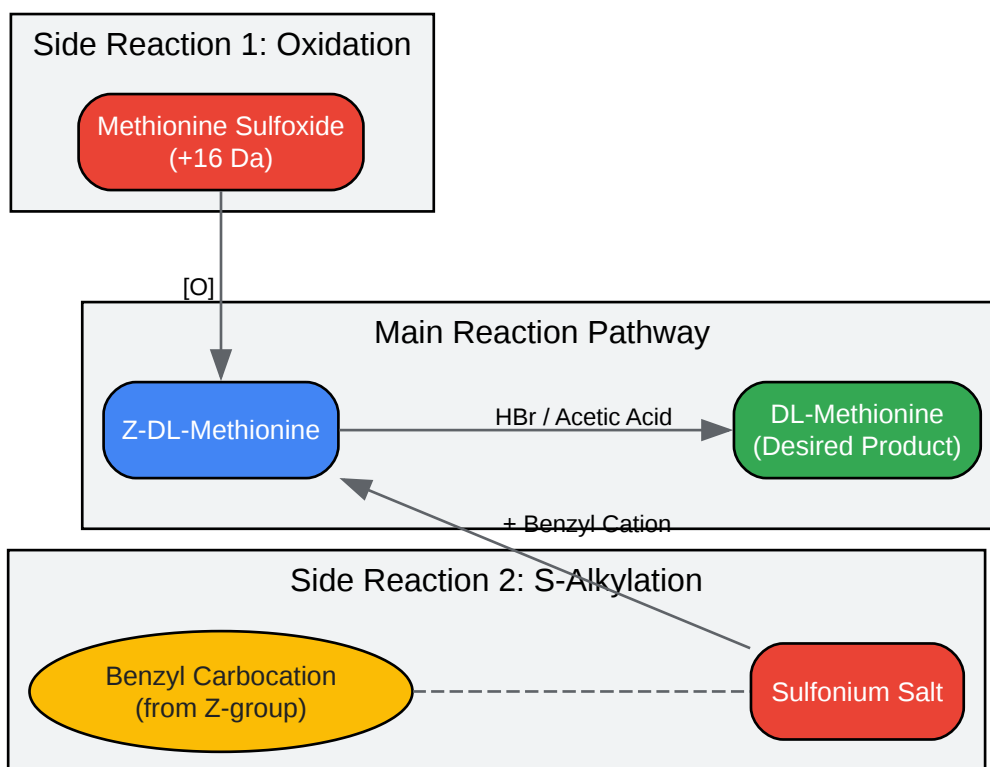 Side Reaction 1: Oxidation
Methionine Sulfoxide
(+16 Da)
[O]
Main Reaction Pathway
Z-DL-Methionine
HBr / Acetic Acid
DL-Methionine
(Desired Product)
+ Benzyl Cation
Side Reaction 2: S-Alkylation
Benzyl Carbocation
(from Z-group)
Sulfonium Salt